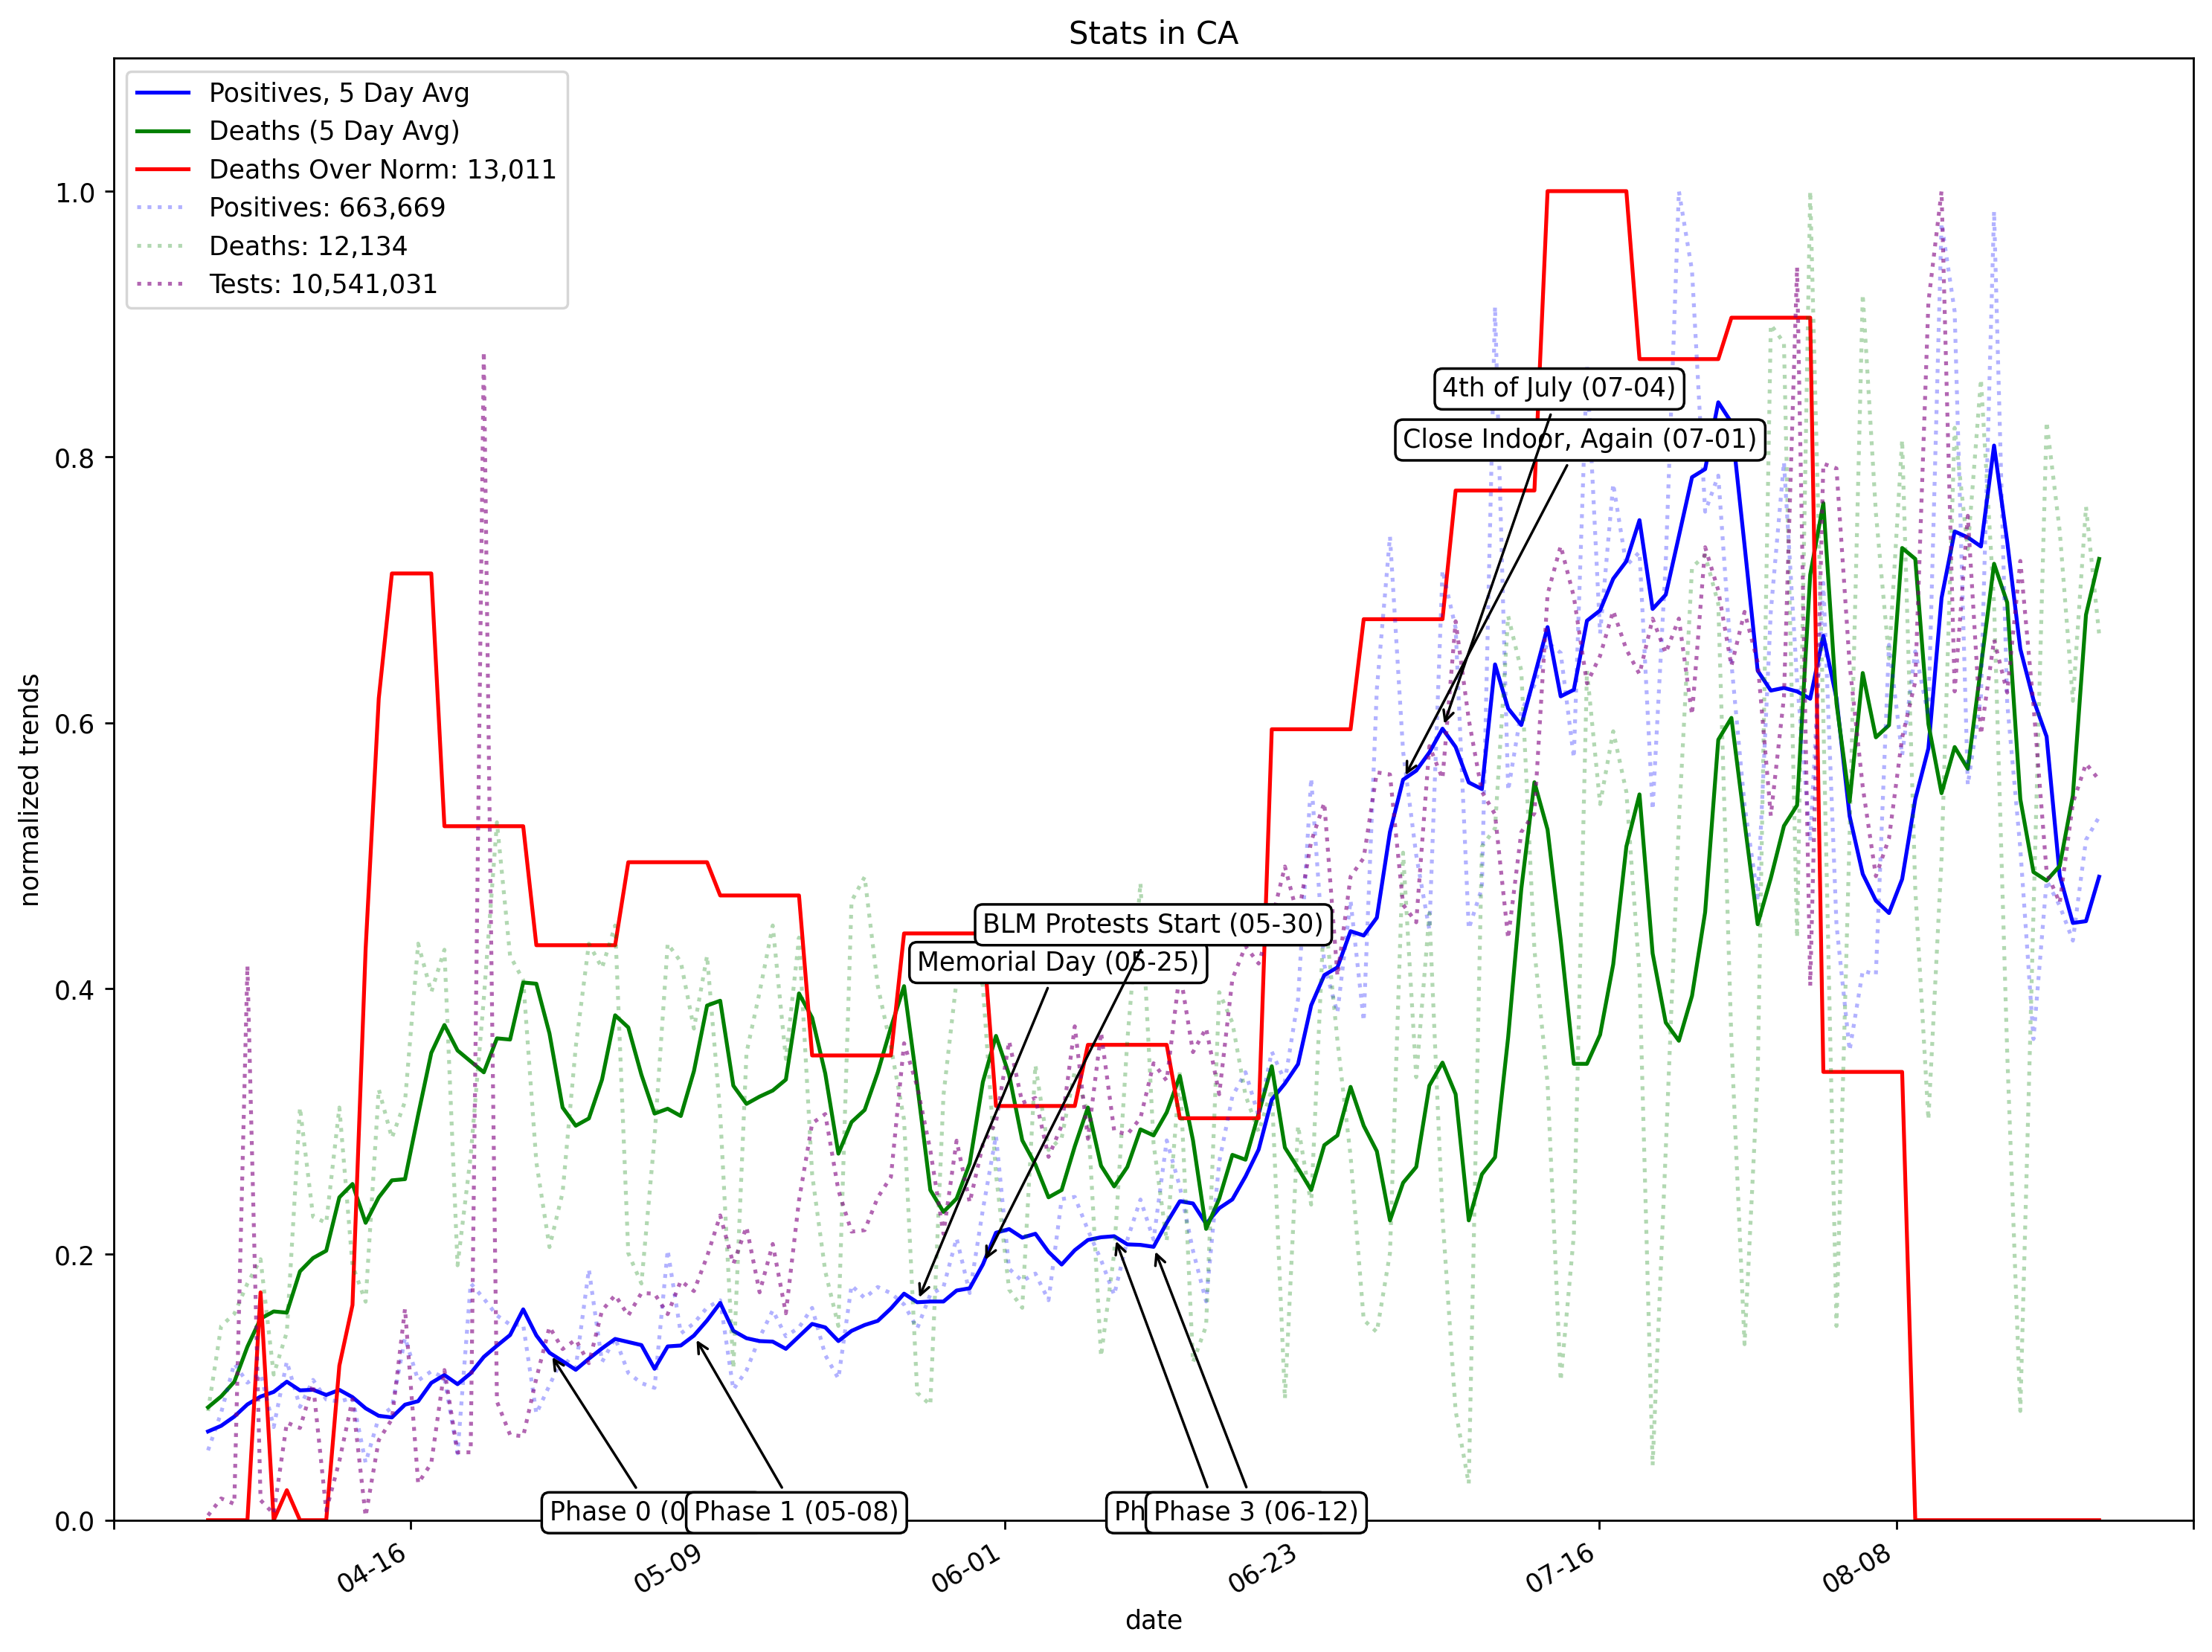 Stats in CA
Positives, 5 Day Avg
Deaths (5 Day Avg)
Deaths Over Norm: 13,011
Positives: 663,669
Deaths: 12,134
Tests: 10,541,031
1.0
0.8
0.6
0.4
0.2
0.0
normalized trends
4th of July (07-04)
Close Indoor, Again (07-01)
BLM Protests Start (05-30)
Memorial Day (05-25)
Phase 0 (0
Phase 1 (05-08)
Ph
Phase 3 (06-12)
04-16
05-09
06-01
06-23
07-16
08-08
date